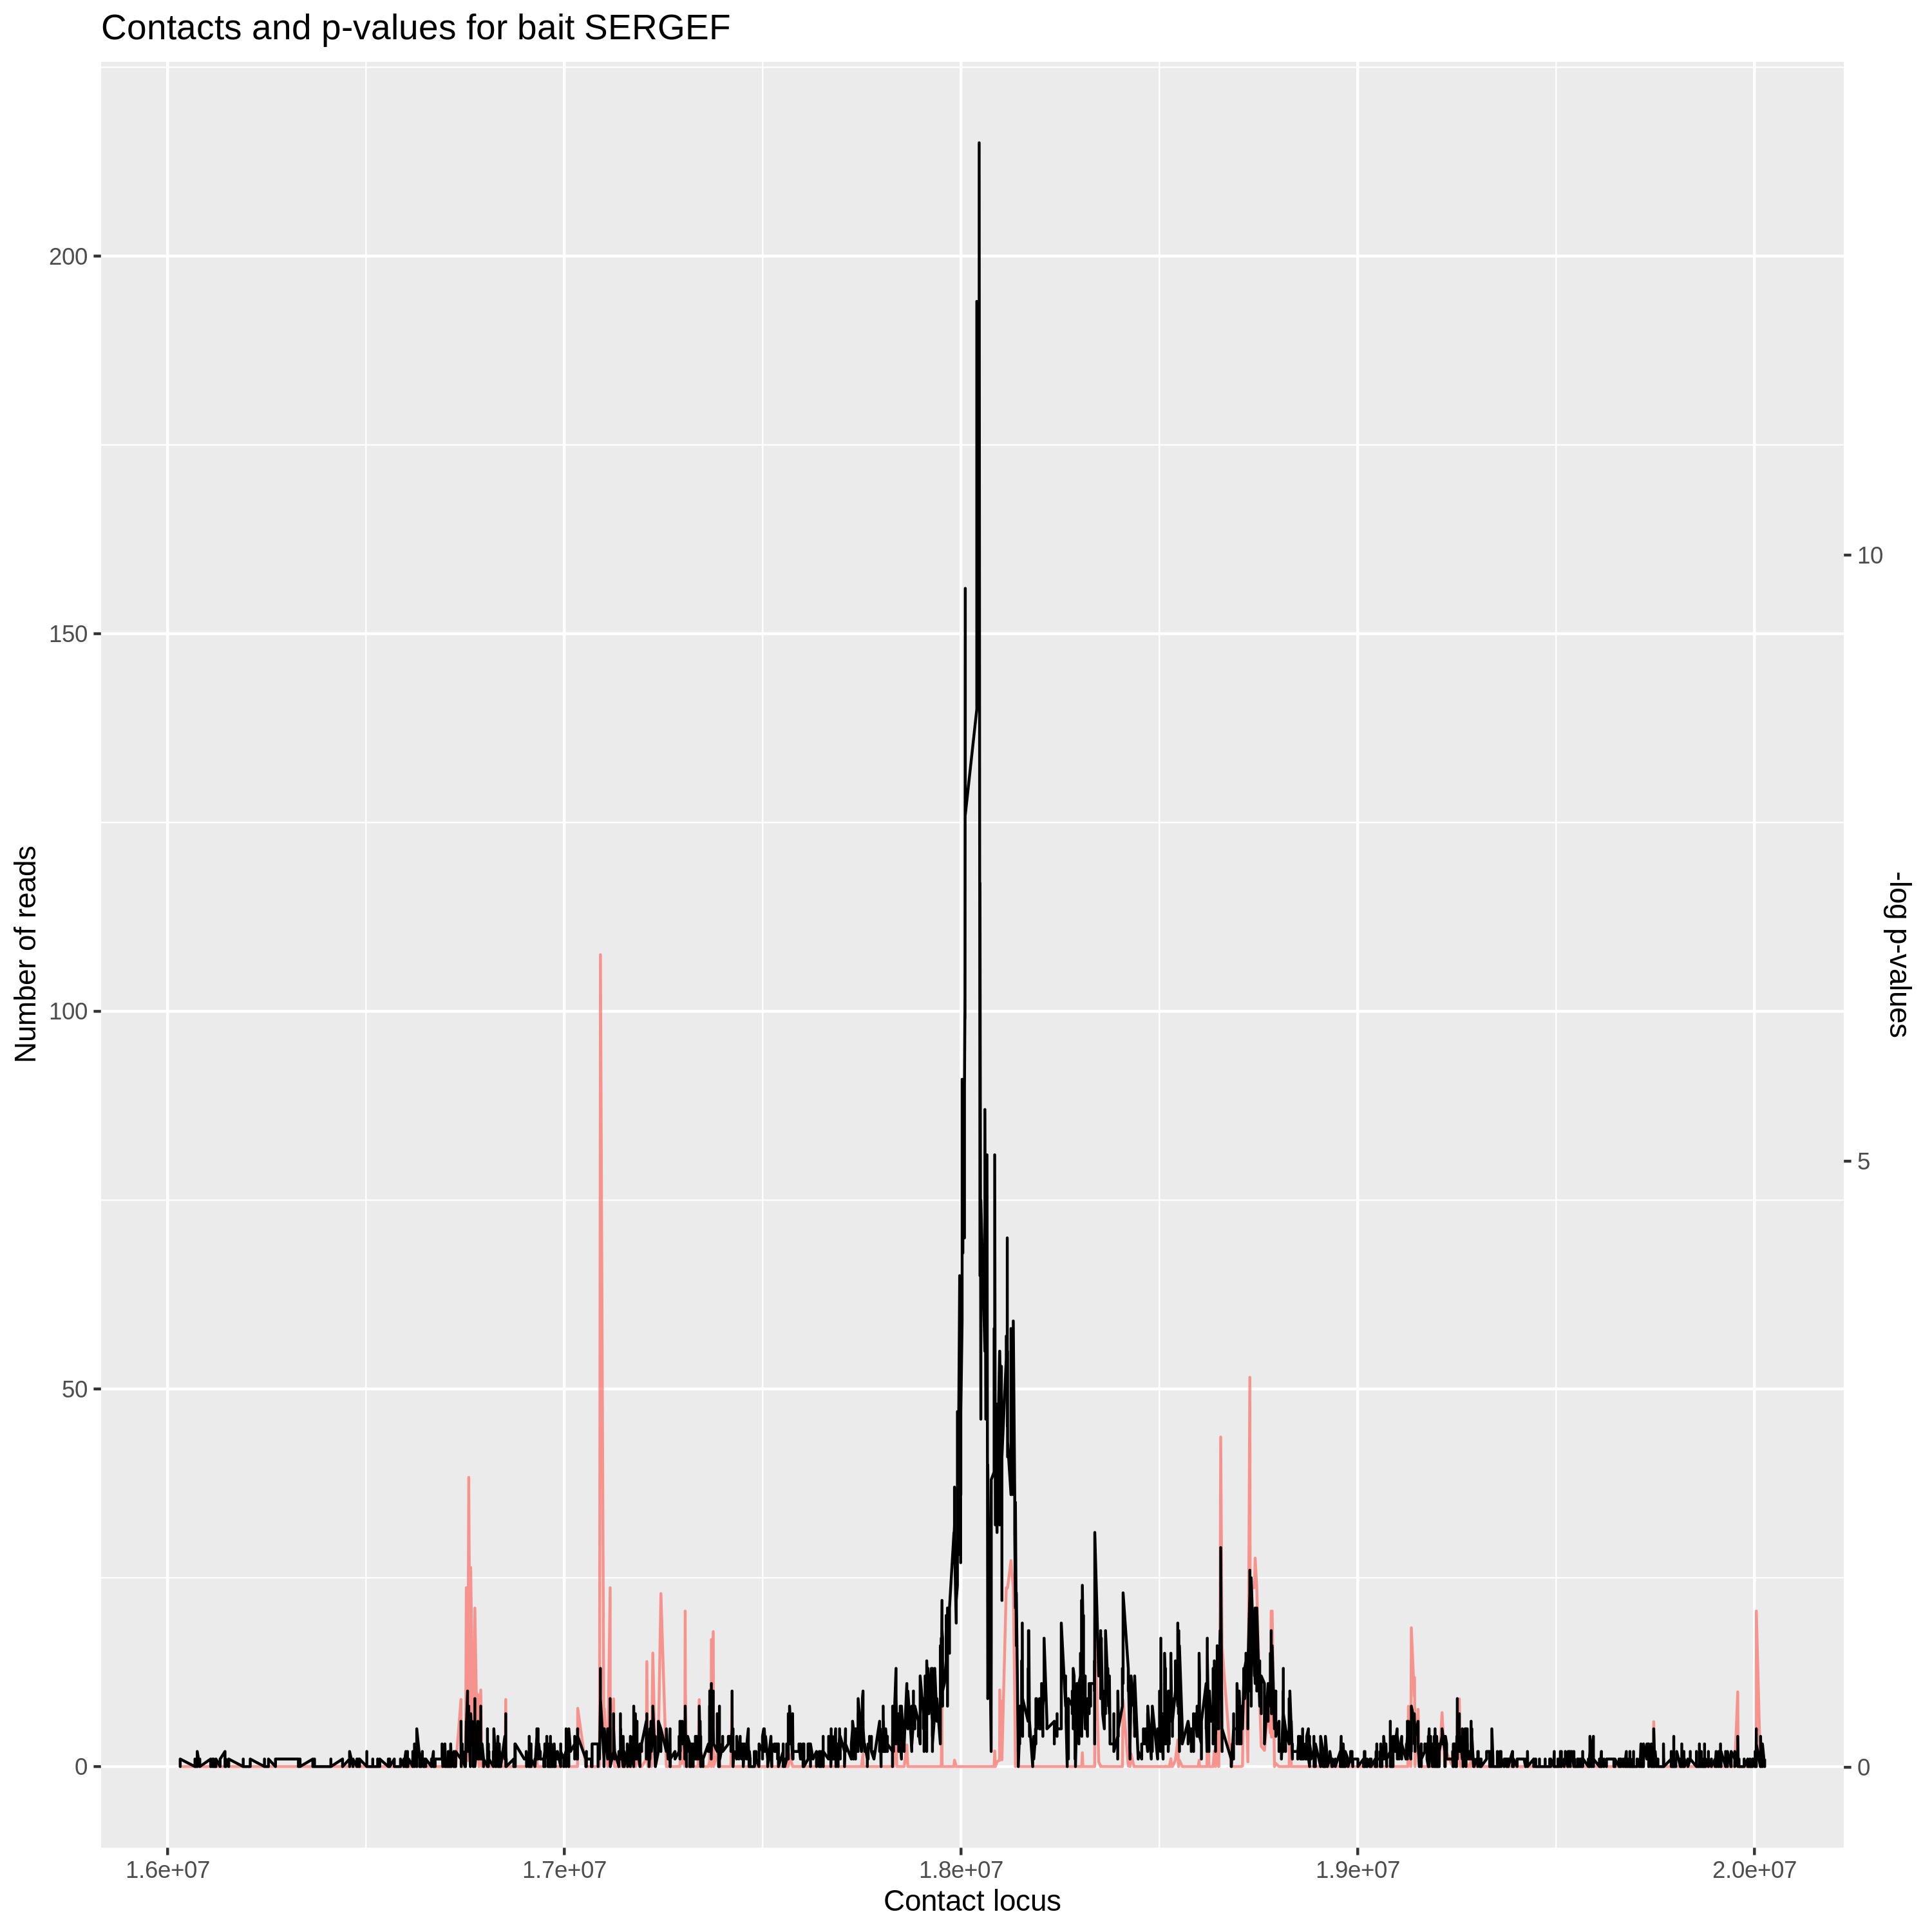 Contacts and p-values for bait SERGEF
Number of reads
200
150
100
50
0
10
5
0
-log p-values
1.6e+07 1.7e+07 1.8e+07 1.9e+07 2.0e+07
Contact locus